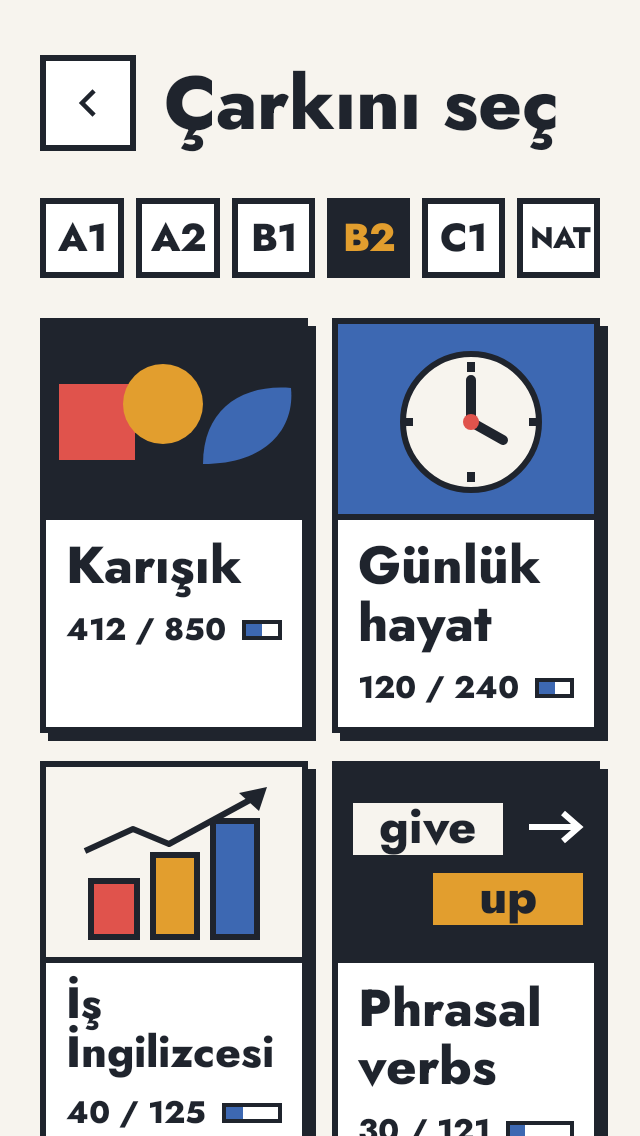 Çarkını seç
A1 A2 B1 B2 C1 NAT
Karışık
412 / 850
Günlük
hayat
120 / 240
give
up
İş
İngilizcesi
40 / 125
Phrasal
verbs
30 / 121